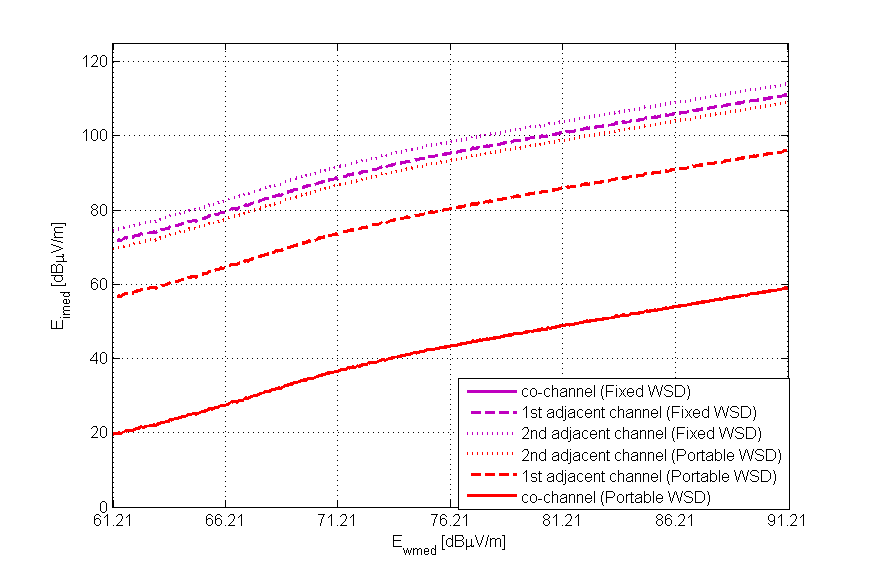 120
100
80
60
40
20
0
E_imed [dBµV/m]
co-channel (Fixed WSD)
1st adjacent channel (Fixed WSD)
2nd adjacent channel (Fixed WSD)
2nd adjacent channel (Portable WSD)
1st adjacent channel (Portable WSD)
co-channel (Portable WSD)
61.21 66.21 71.21 76.21 81.21 86.21 91.21
E_wmed [dBµV/m]